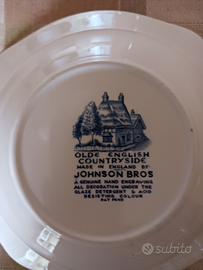 OLDE ENGLISH
COUNTRYSIDE
MADE IN ENGLAND BY
JOHNSON BROS
A GENUINE HAND ENGRAVING
ALL DECORATION UNDER THE
GLAZE DETERGENT & ACID
RESISTING COLOUR
PAT PEND
subito